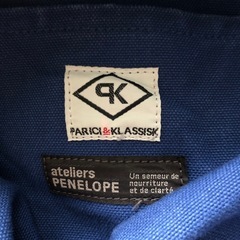 PK
PARICI&KLASSISK
ateliers
PENELOPE
Un semeur de
nourriture
et de clarté